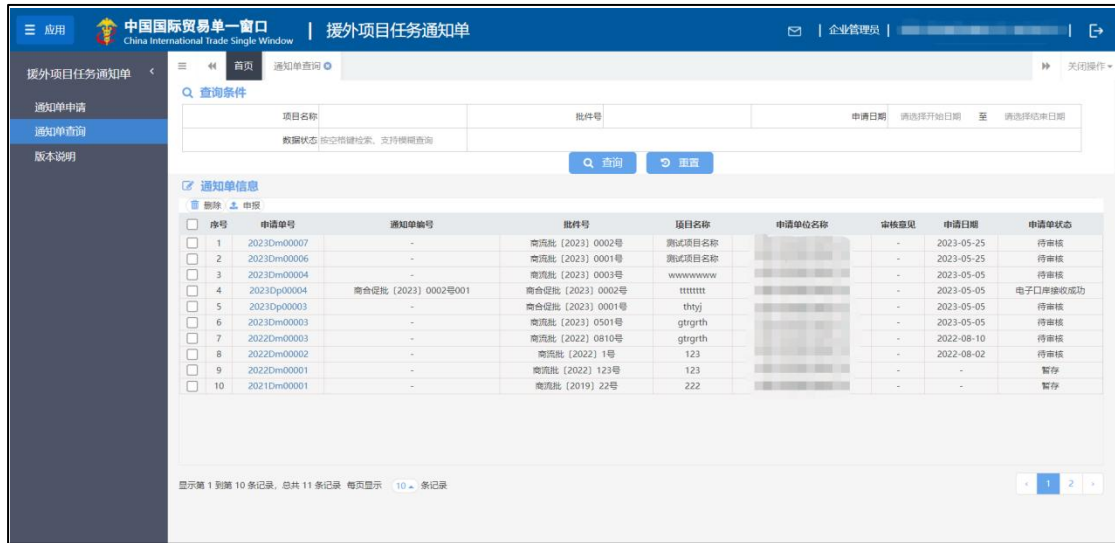 应用 中国国际贸易单一窗口 | 援外项目任务通知单 | 企业管理员 |
China International Trade Single Window
援外项目任务通知单
通知单申请
通知单查询
版本说明
首页 通知单查询 关闭操作
查询条件
项目名称 批件号 申请日期 请选择开始日期 至 请选择结束日期
数据状态 按空格键检索、支持模糊查询
查询 重置
通知单信息
删除 申报
序号 申请单号 通知单编号 批件号 项目名称 申请单位名称 审核意见 申请日期 申请单状态
1 2023Dm00007 - 商流批〔2023〕0002号 测试项目名称 - 2023-05-25 待审核
2 2023Dm00006 - 商流批〔2023〕0001号 测试项目名称 - 2023-05-25 待审核
3 2023Dm00004 - 商流批〔2023〕0003号 wwwwwww - 2023-05-05 待审核
4 2023Dp00004 商合促批〔2023〕0002号001 商合促批〔2023〕0002号 tttttttt - 2023-05-05 电子口岸接收成功
5 2023Dp00003 - 商合促批〔2023〕0001号 thtyj - 2023-05-05 待审核
6 2023Dm00003 - 商流批〔2023〕0501号 gtrgrth - 2023-05-05 待审核
7 2022Dm00003 - 商流批〔2022〕0810号 gtrgrth - 2022-08-10 待审核
8 2022Dm00002 - 商流批〔2022〕1号 123 - 2022-08-02 待审核
9 2022Dm00001 - 商流批〔2022〕123号 123 - - 暂存
10 2021Dm00001 - 商流批〔2019〕22号 222 - - 暂存
显示第 1 到第 10 条记录，总共 11 条记录 每页显示 10 条记录
‹ 1 2 ›